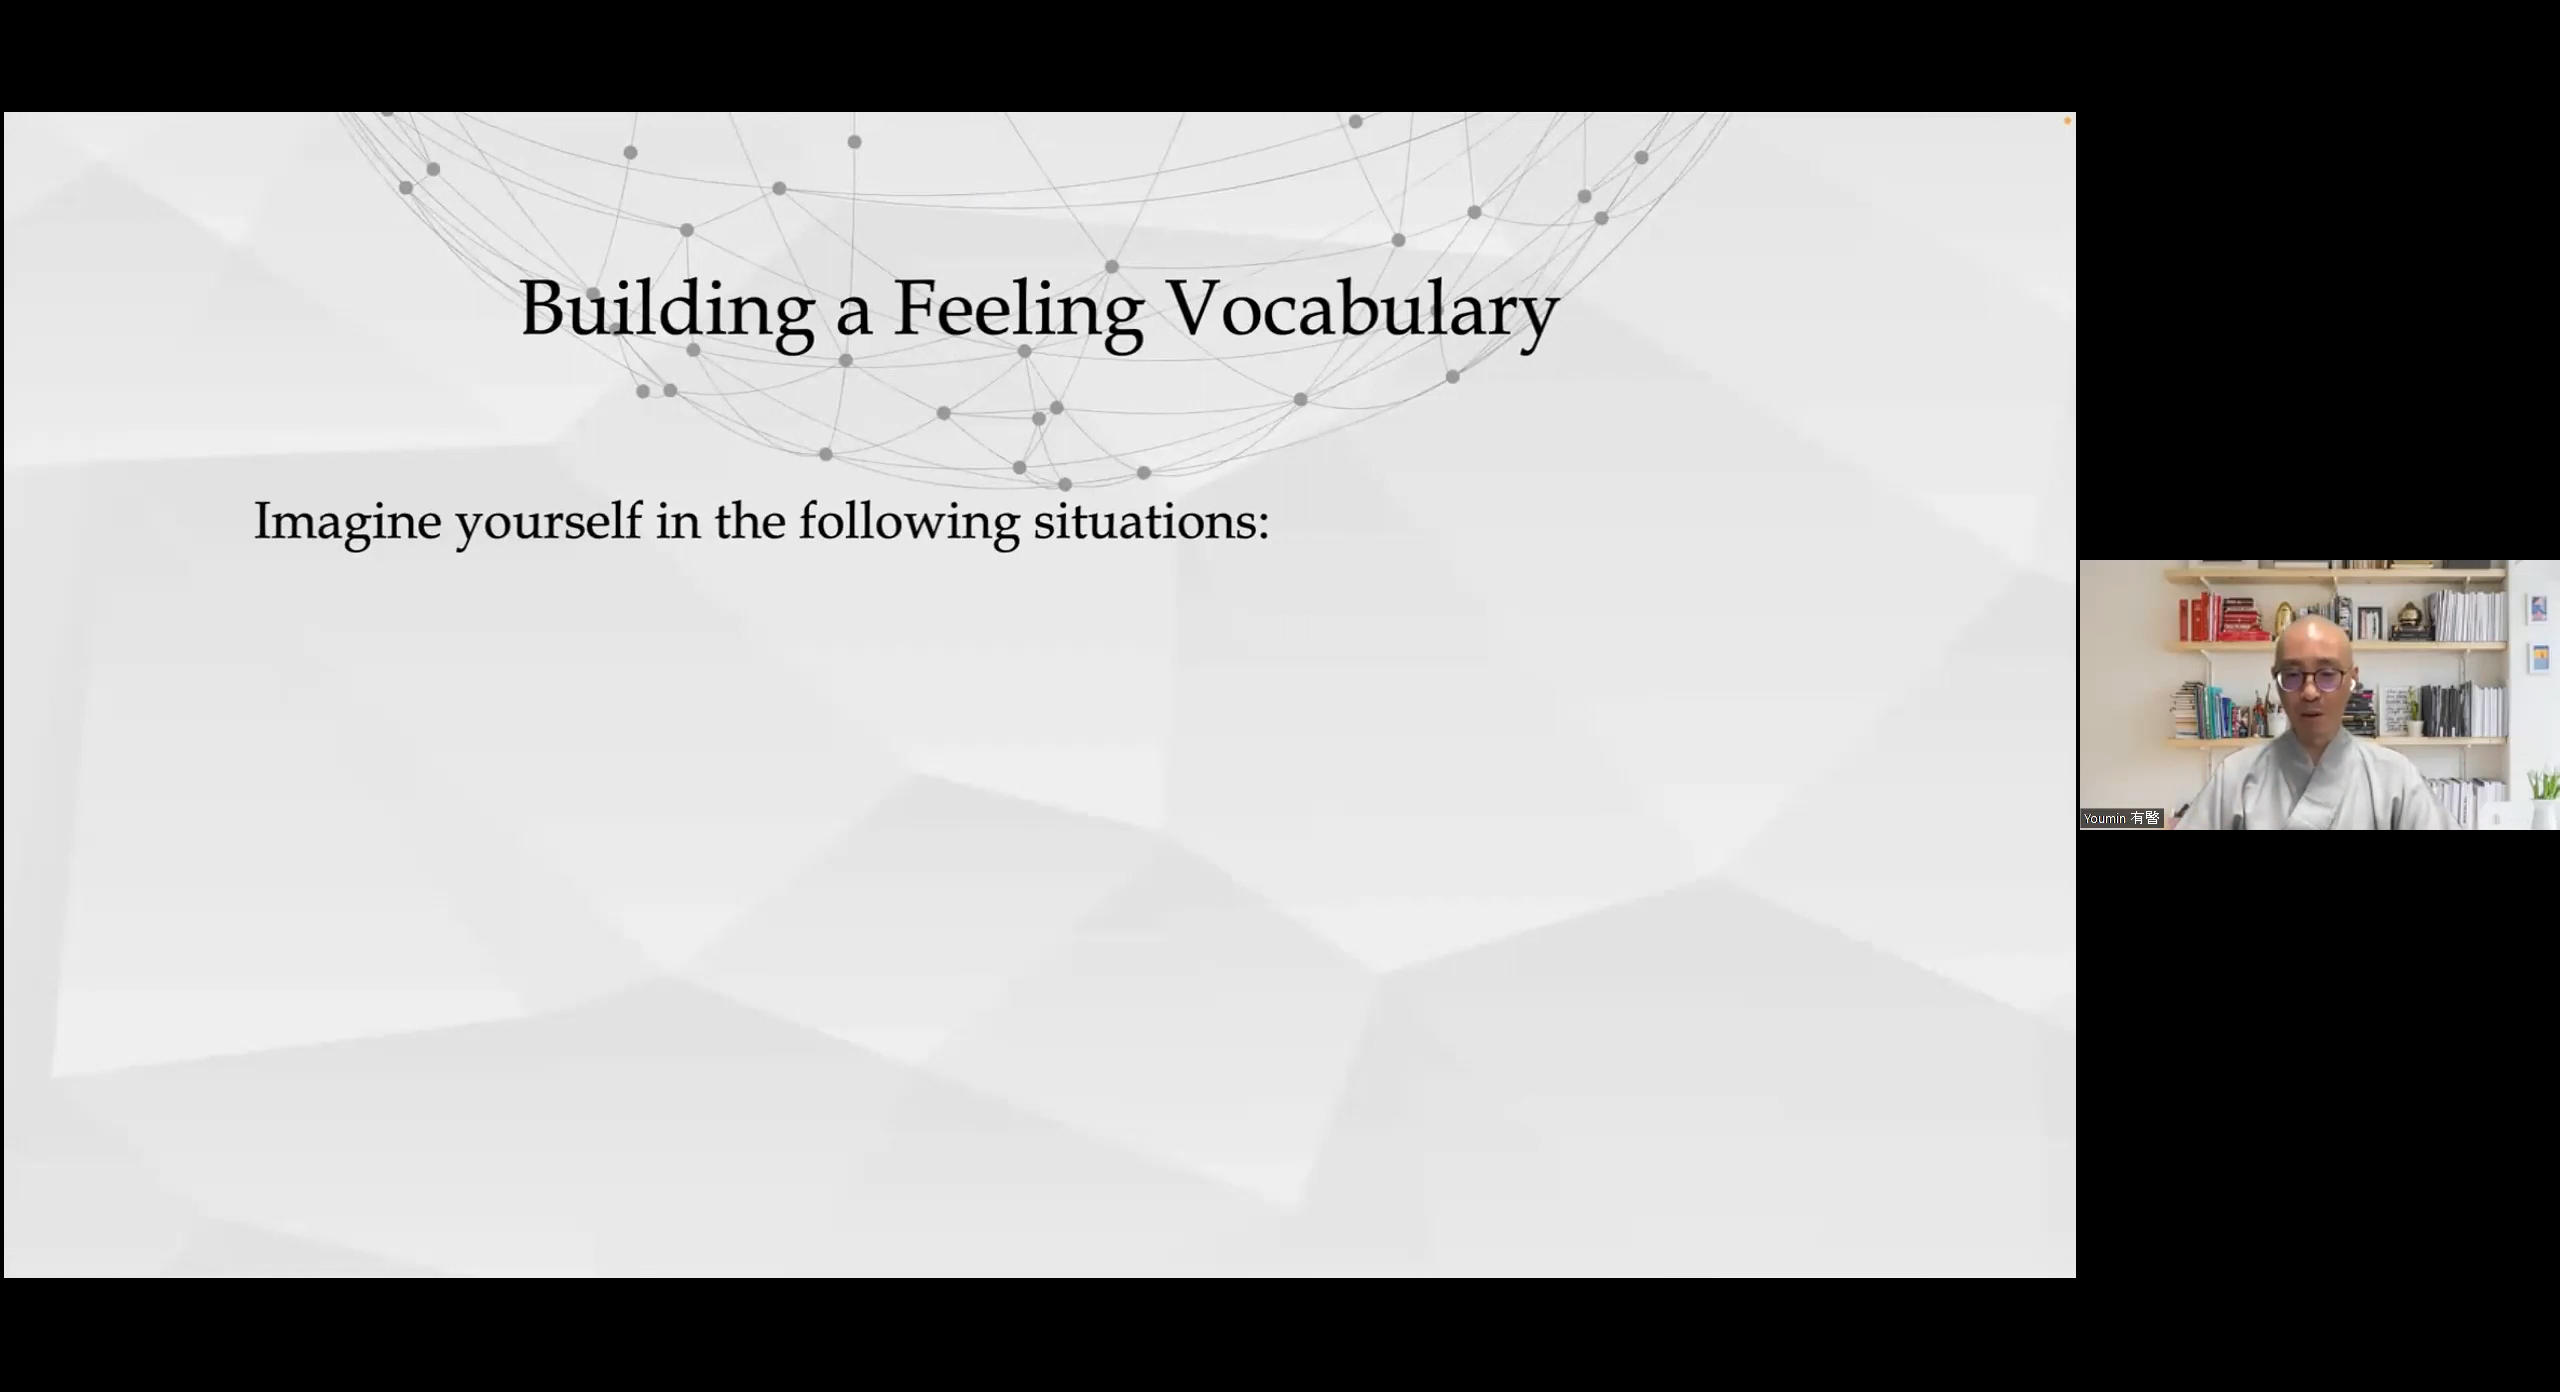 Building a Feeling Vocabulary
Imagine yourself in the following situations:
Youmin 有暋